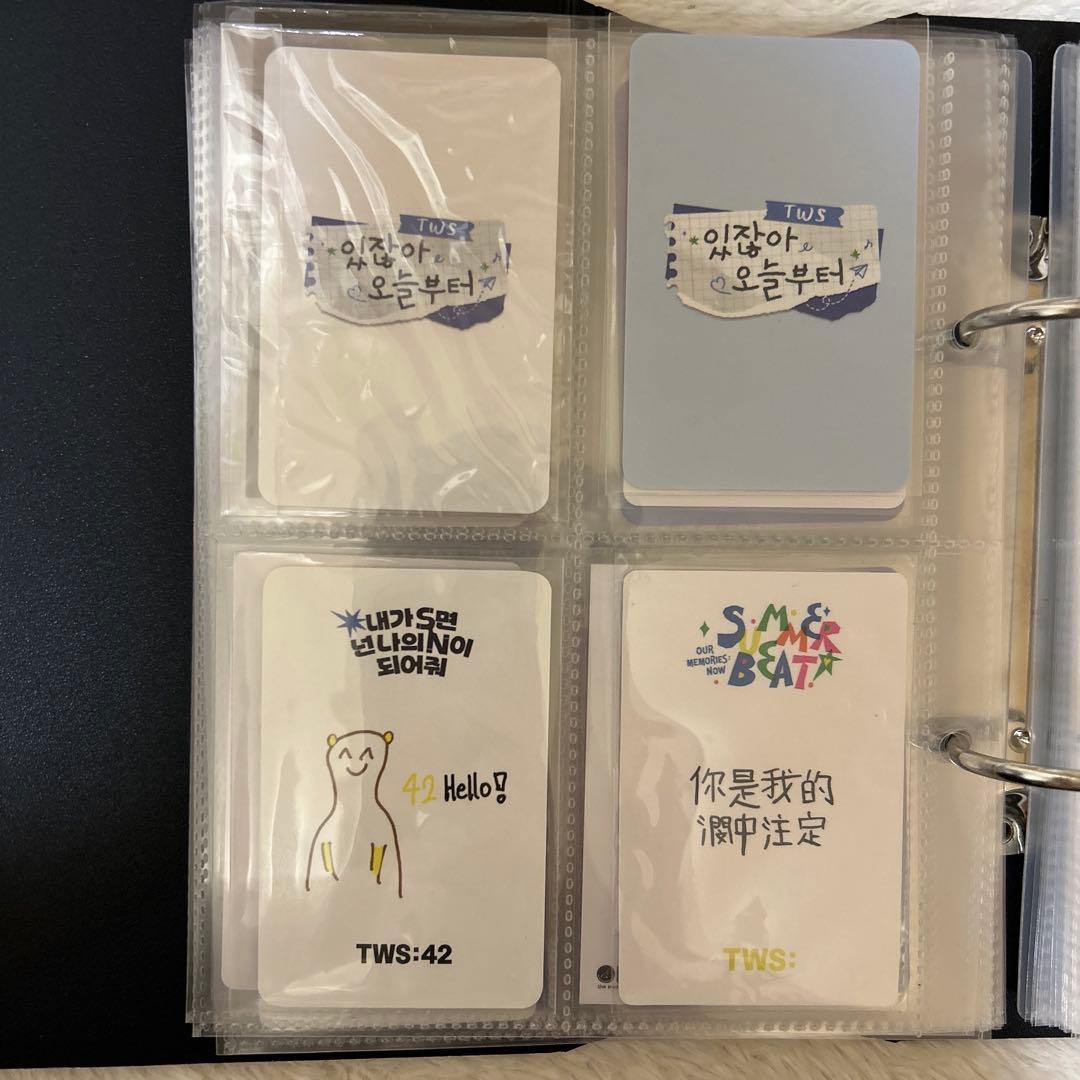 TWS
있잖아
오늘부터
TWS
있잖아
오늘부터
내가S면
넌나의N이
되어줘
42 Hello!
TWS:42
SUMMER
OUR
MEMORIES:
NOW
BEAT!
你是我的
潣中注定
TWS: